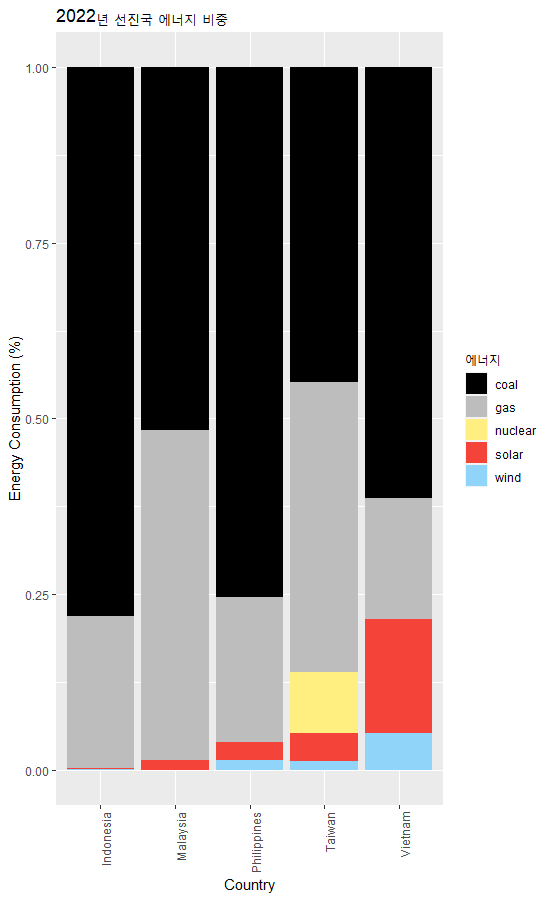 2022년 선진국 에너지 비중
Energy Consumption (%)
1.00
0.75
0.50
0.25
0.00
Indonesia
Malaysia
Philippines
Taiwan
Vietnam
Country
에너지
coal
gas
nuclear
solar
wind